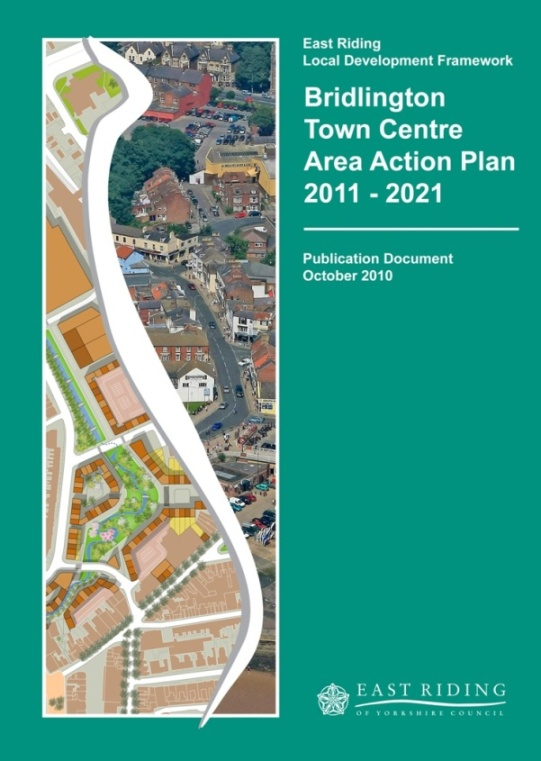 East Riding
Local Development Framework
Bridlington
Town Centre
Area Action Plan
2011 - 2021
Publication Document
October 2010
EAST RIDING
OF YORKSHIRE COUNCIL